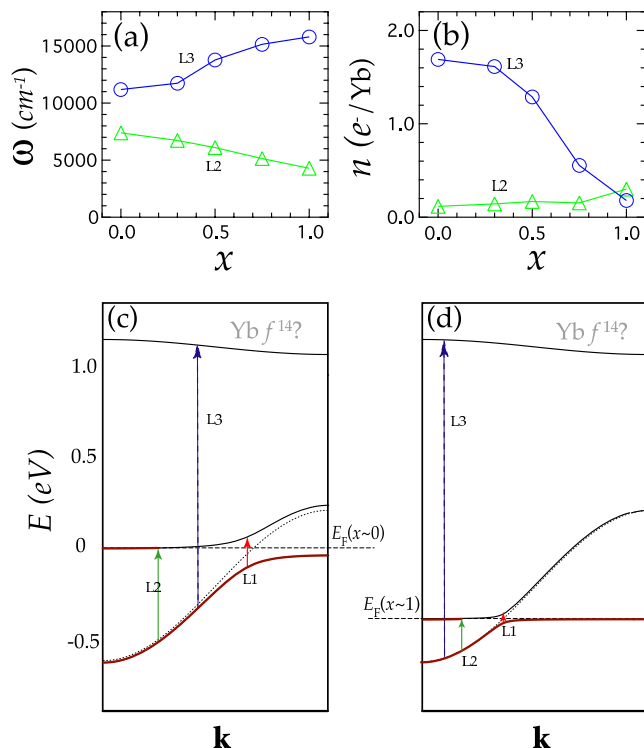 (a)
L3
L2
ω (cm⁻¹)
15000
10000
5000
0
0.0
0.5
1.0
x
(b)
L3
L2
n (e⁻/Yb)
2.0
1.0
0.0
0.0
0.5
1.0
x
(c)
Yb f¹⁴?
L3
L2
L1
E_F(x~0)
E (eV)
1.0
0.5
0
-0.5
k
(d)
Yb f¹⁴?
L3
E_F(x~1)
L1
L2
k